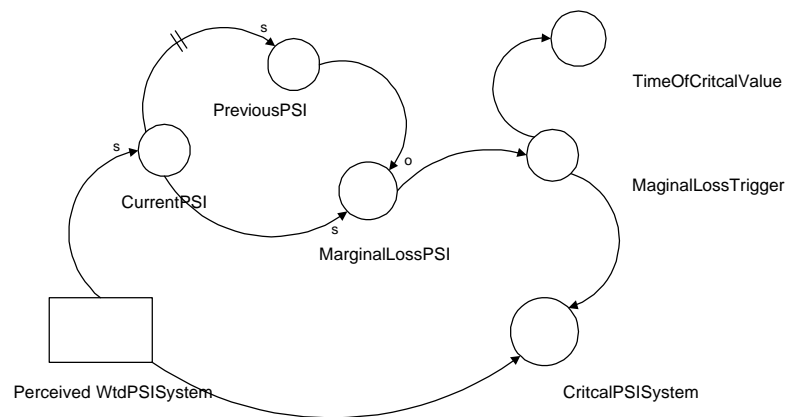 s
PreviousPSI
TimeOfCritcalValue
s
o
CurrentPSI
MaginalLossTrigger
s
MarginalLossPSI
Perceived WtdPSISystem
CritcalPSISystem